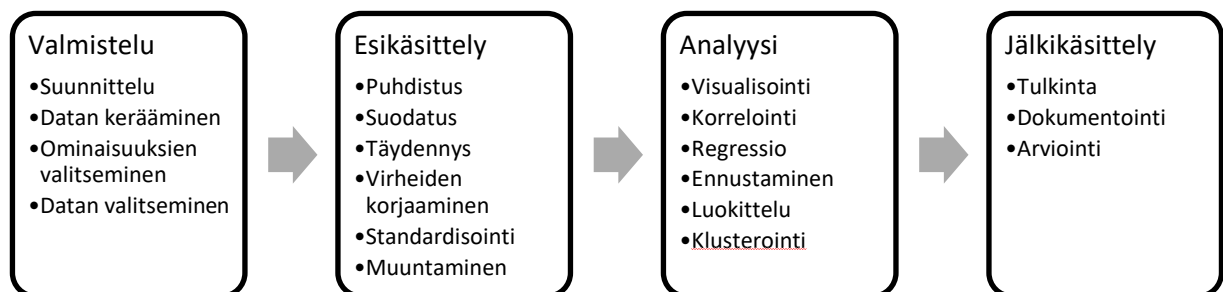 Valmistelu
•Suunnittelu
•Datan kerääminen
•Ominaisuuksien
valitseminen
•Datan valitseminen
Esikäsittely
•Puhdistus
•Suodatus
•Täydennys
•Virheiden
korjaaminen
•Standardisointi
•Muuntaminen
Analyysi
•Visualisointi
•Korrelointi
•Regressio
•Ennustaminen
•Luokittelu
•Klusterointi
Jälkikäsittely
•Tulkinta
•Dokumentointi
•Arviointi